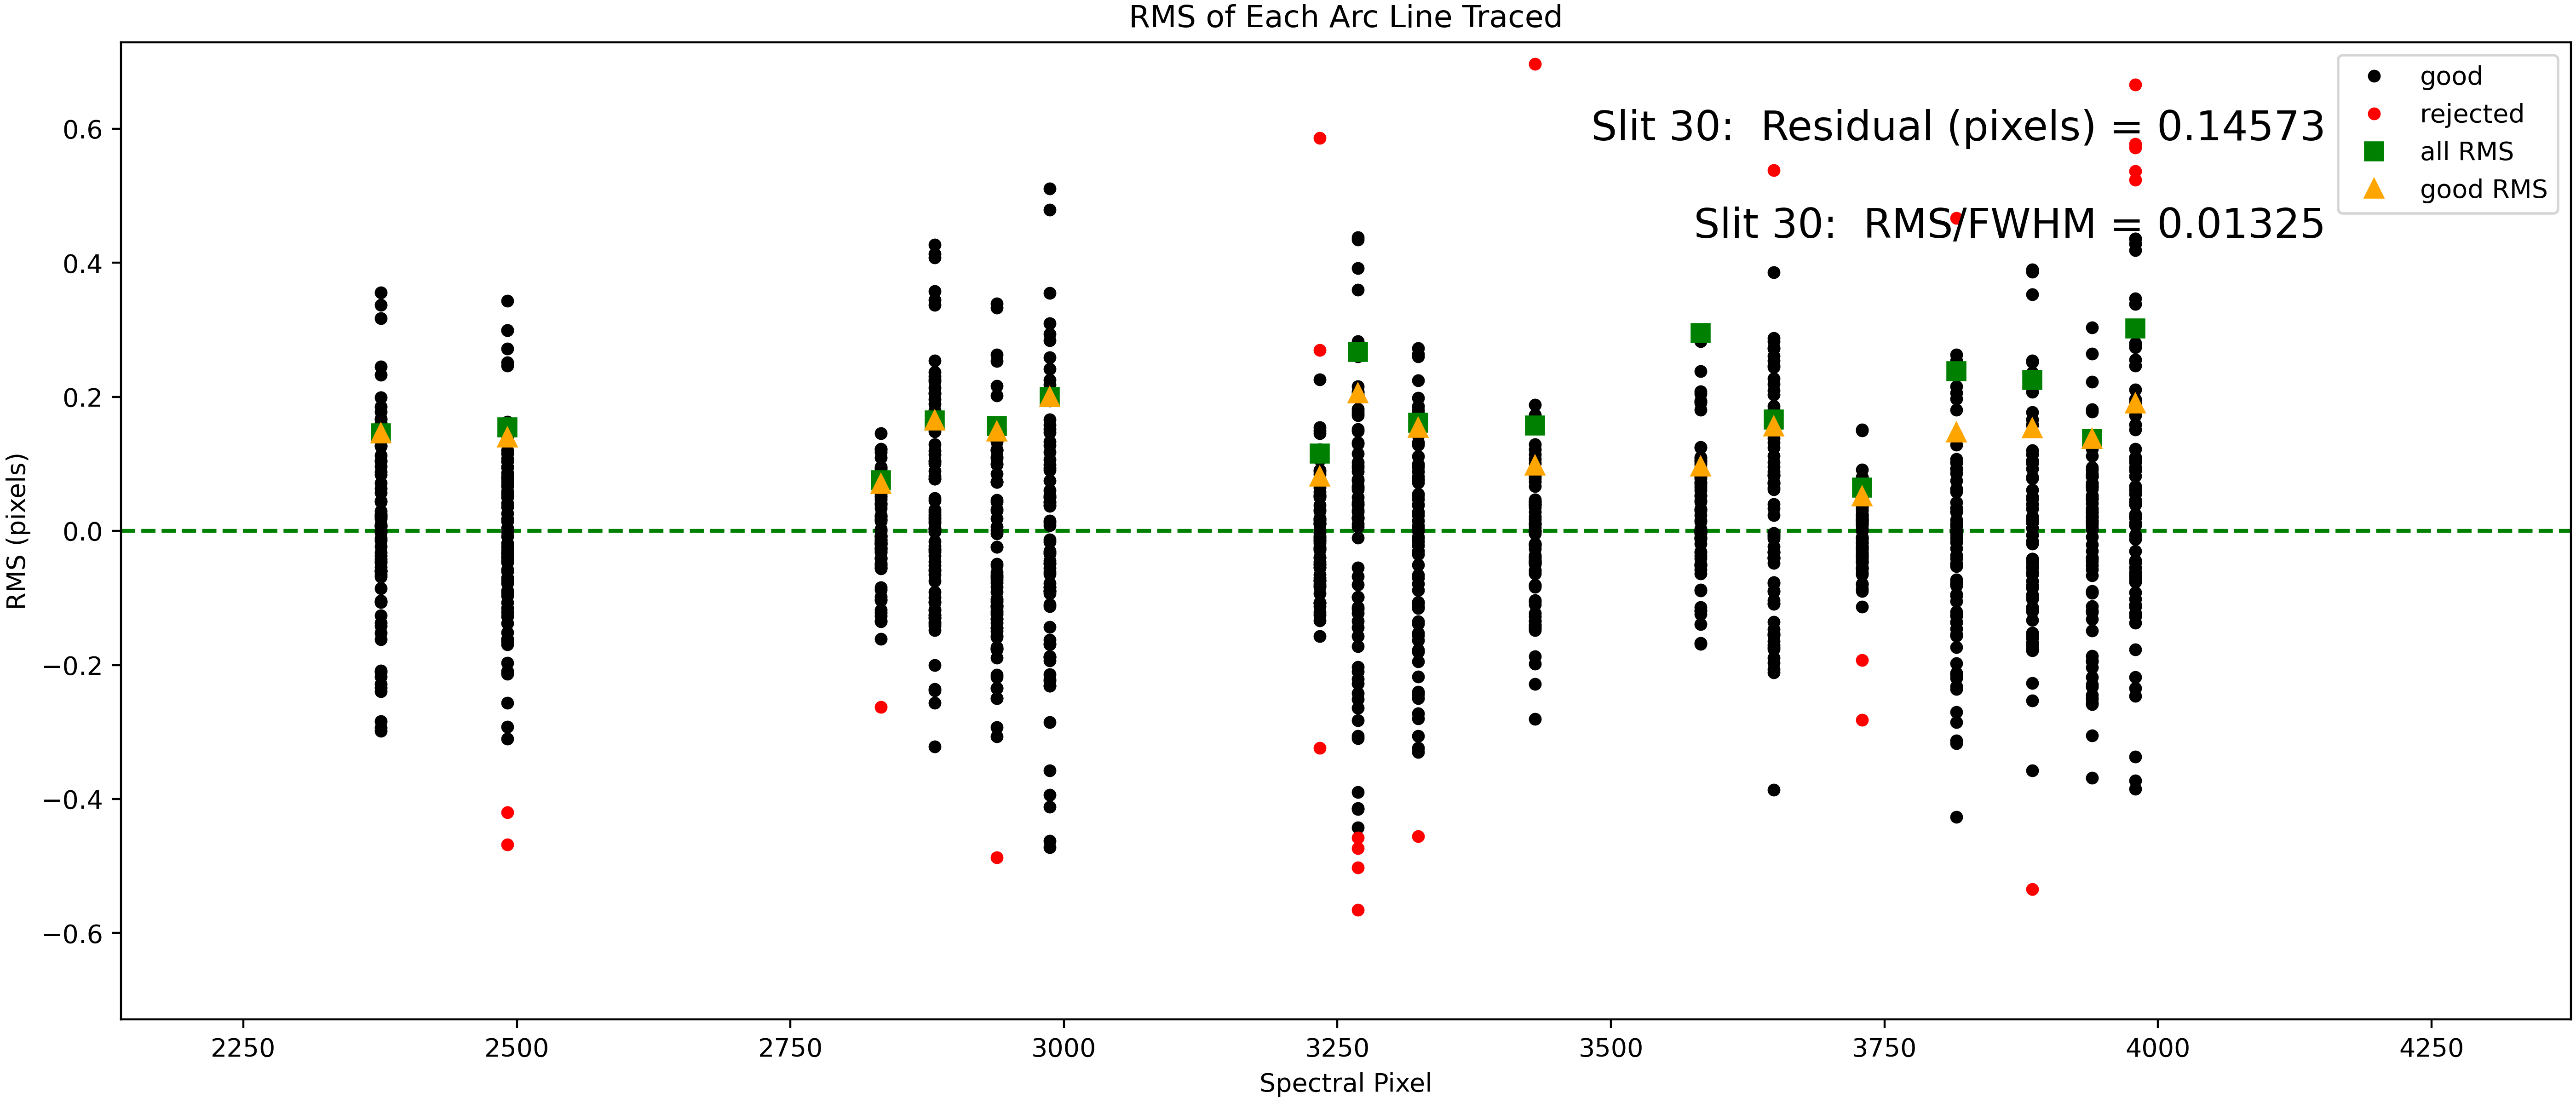 RMS of Each Arc Line Traced
good
rejected
all RMS
good RMS
Slit 30:  Residual (pixels) = 0.14573
Slit 30:  RMS/FWHM = 0.01325
RMS (pixels)
0.6
0.4
0.2
0.0
−0.2
−0.4
−0.6
2250 2500 2750 3000 3250 3500 3750 4000 4250
Spectral Pixel